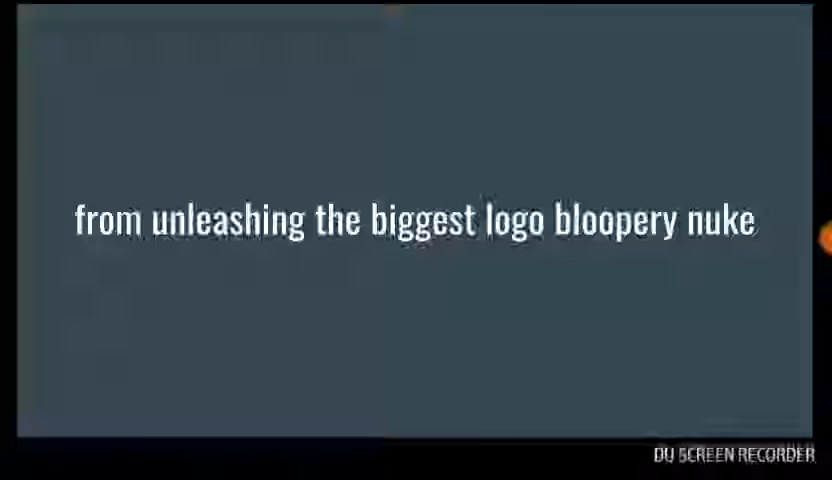 from unleashing the biggest logo bloopery nuke
DU SCREEN RECORDER